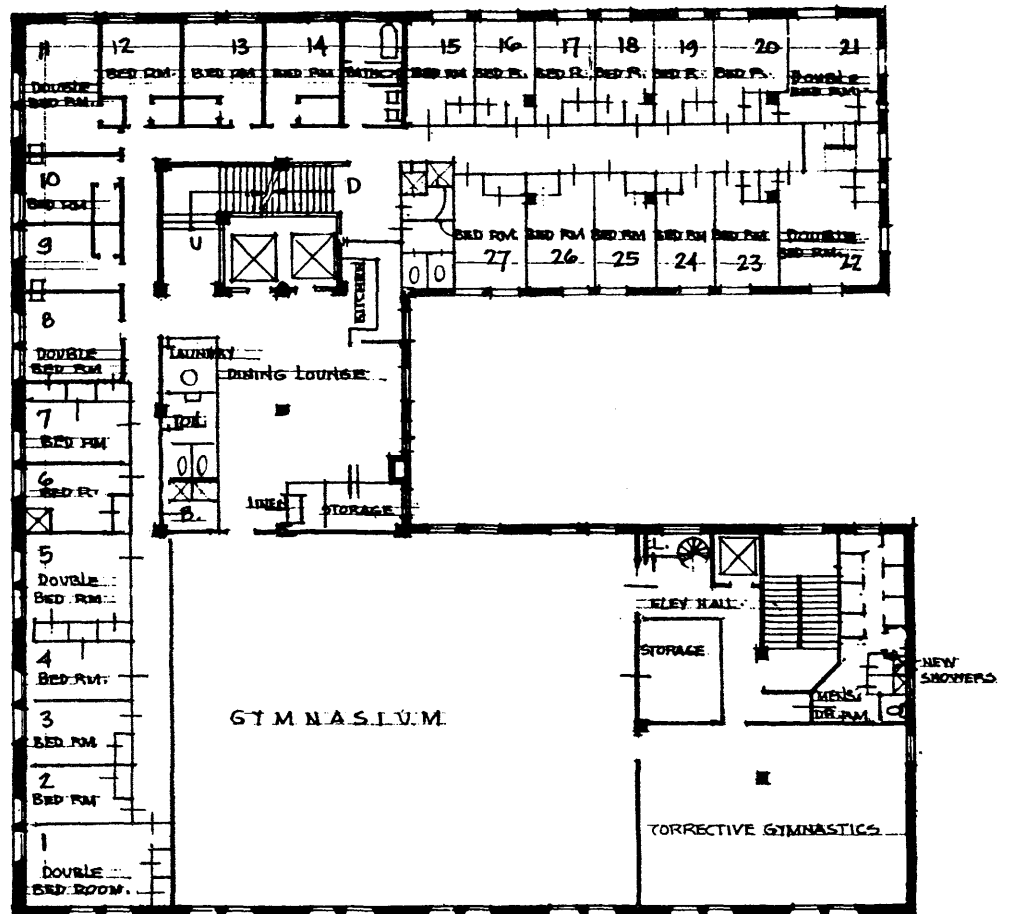 11
DOUBLE
BED RM.
12
BED RM.
13
BED RM
14
BED RM
BATH RM
15
BED RM
16
BED R.
17
BED R.
18
BED R.
19
BED R.
20
BED R.
21
DOUBLE
BED RM.
10
BED RM
9
8
DOUBLE
BED RM
7
BED RM
6
BED R.
5
DOUBLE
BED RM
4
BED RM.
3
BED RM
2
BED RM
1
DOUBLE
BED ROOM.
D
U
KITCHEN
BED RM.
27
BED RM
26
BED RM
25
BED RM
24
BED RM
23
DOUBLE
BED RM.
22
LAUNDRY
DINING LOUNGE
TOIL.
B.
LINEN
STORAGE
GYMNASIUM
CL.
ELEV HALL
STORAGE
MENS.
DR. RM.
NEW
SHOWERS
CORRECTIVE GYMNASTICS